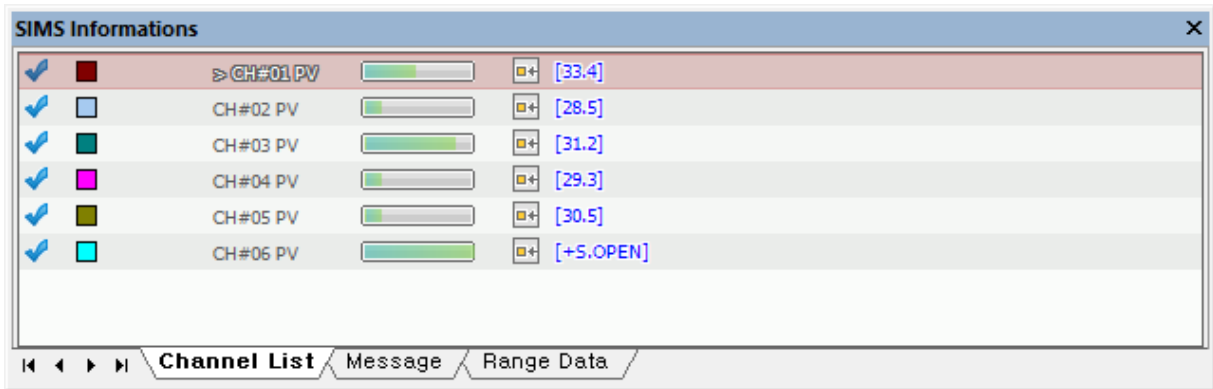 SIMS Informations
> CH#01 PV [33.4]
CH#02 PV [28.5]
CH#03 PV [31.2]
CH#04 PV [29.3]
CH#05 PV [30.5]
CH#06 PV [+S.OPEN]
Channel List Message Range Data